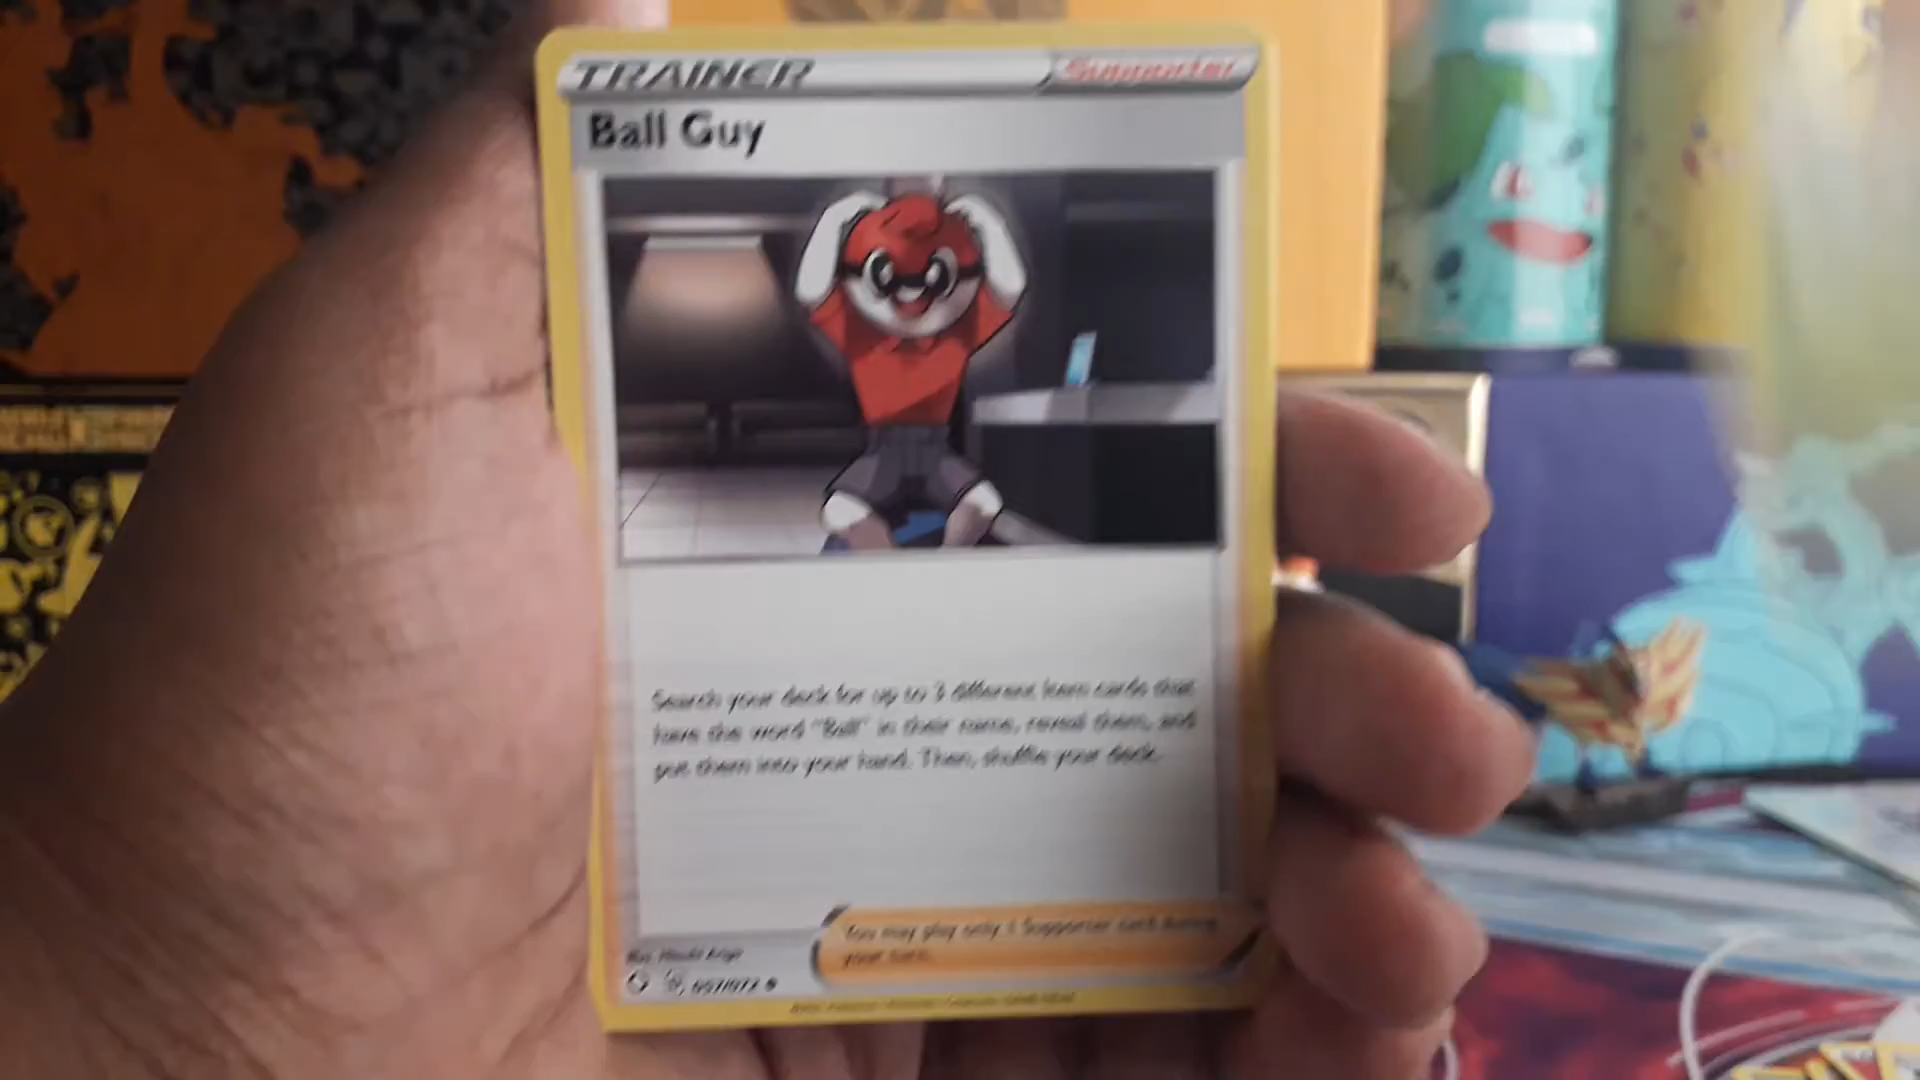 TRAINER
Supporter
Ball Guy
Search your deck for up to 3 different Item cards that
have the word "Ball" in their name, reveal them, and
put them into your hand. Then, shuffle your deck.
You may play only 1 Supporter card during
your turn.
057/072